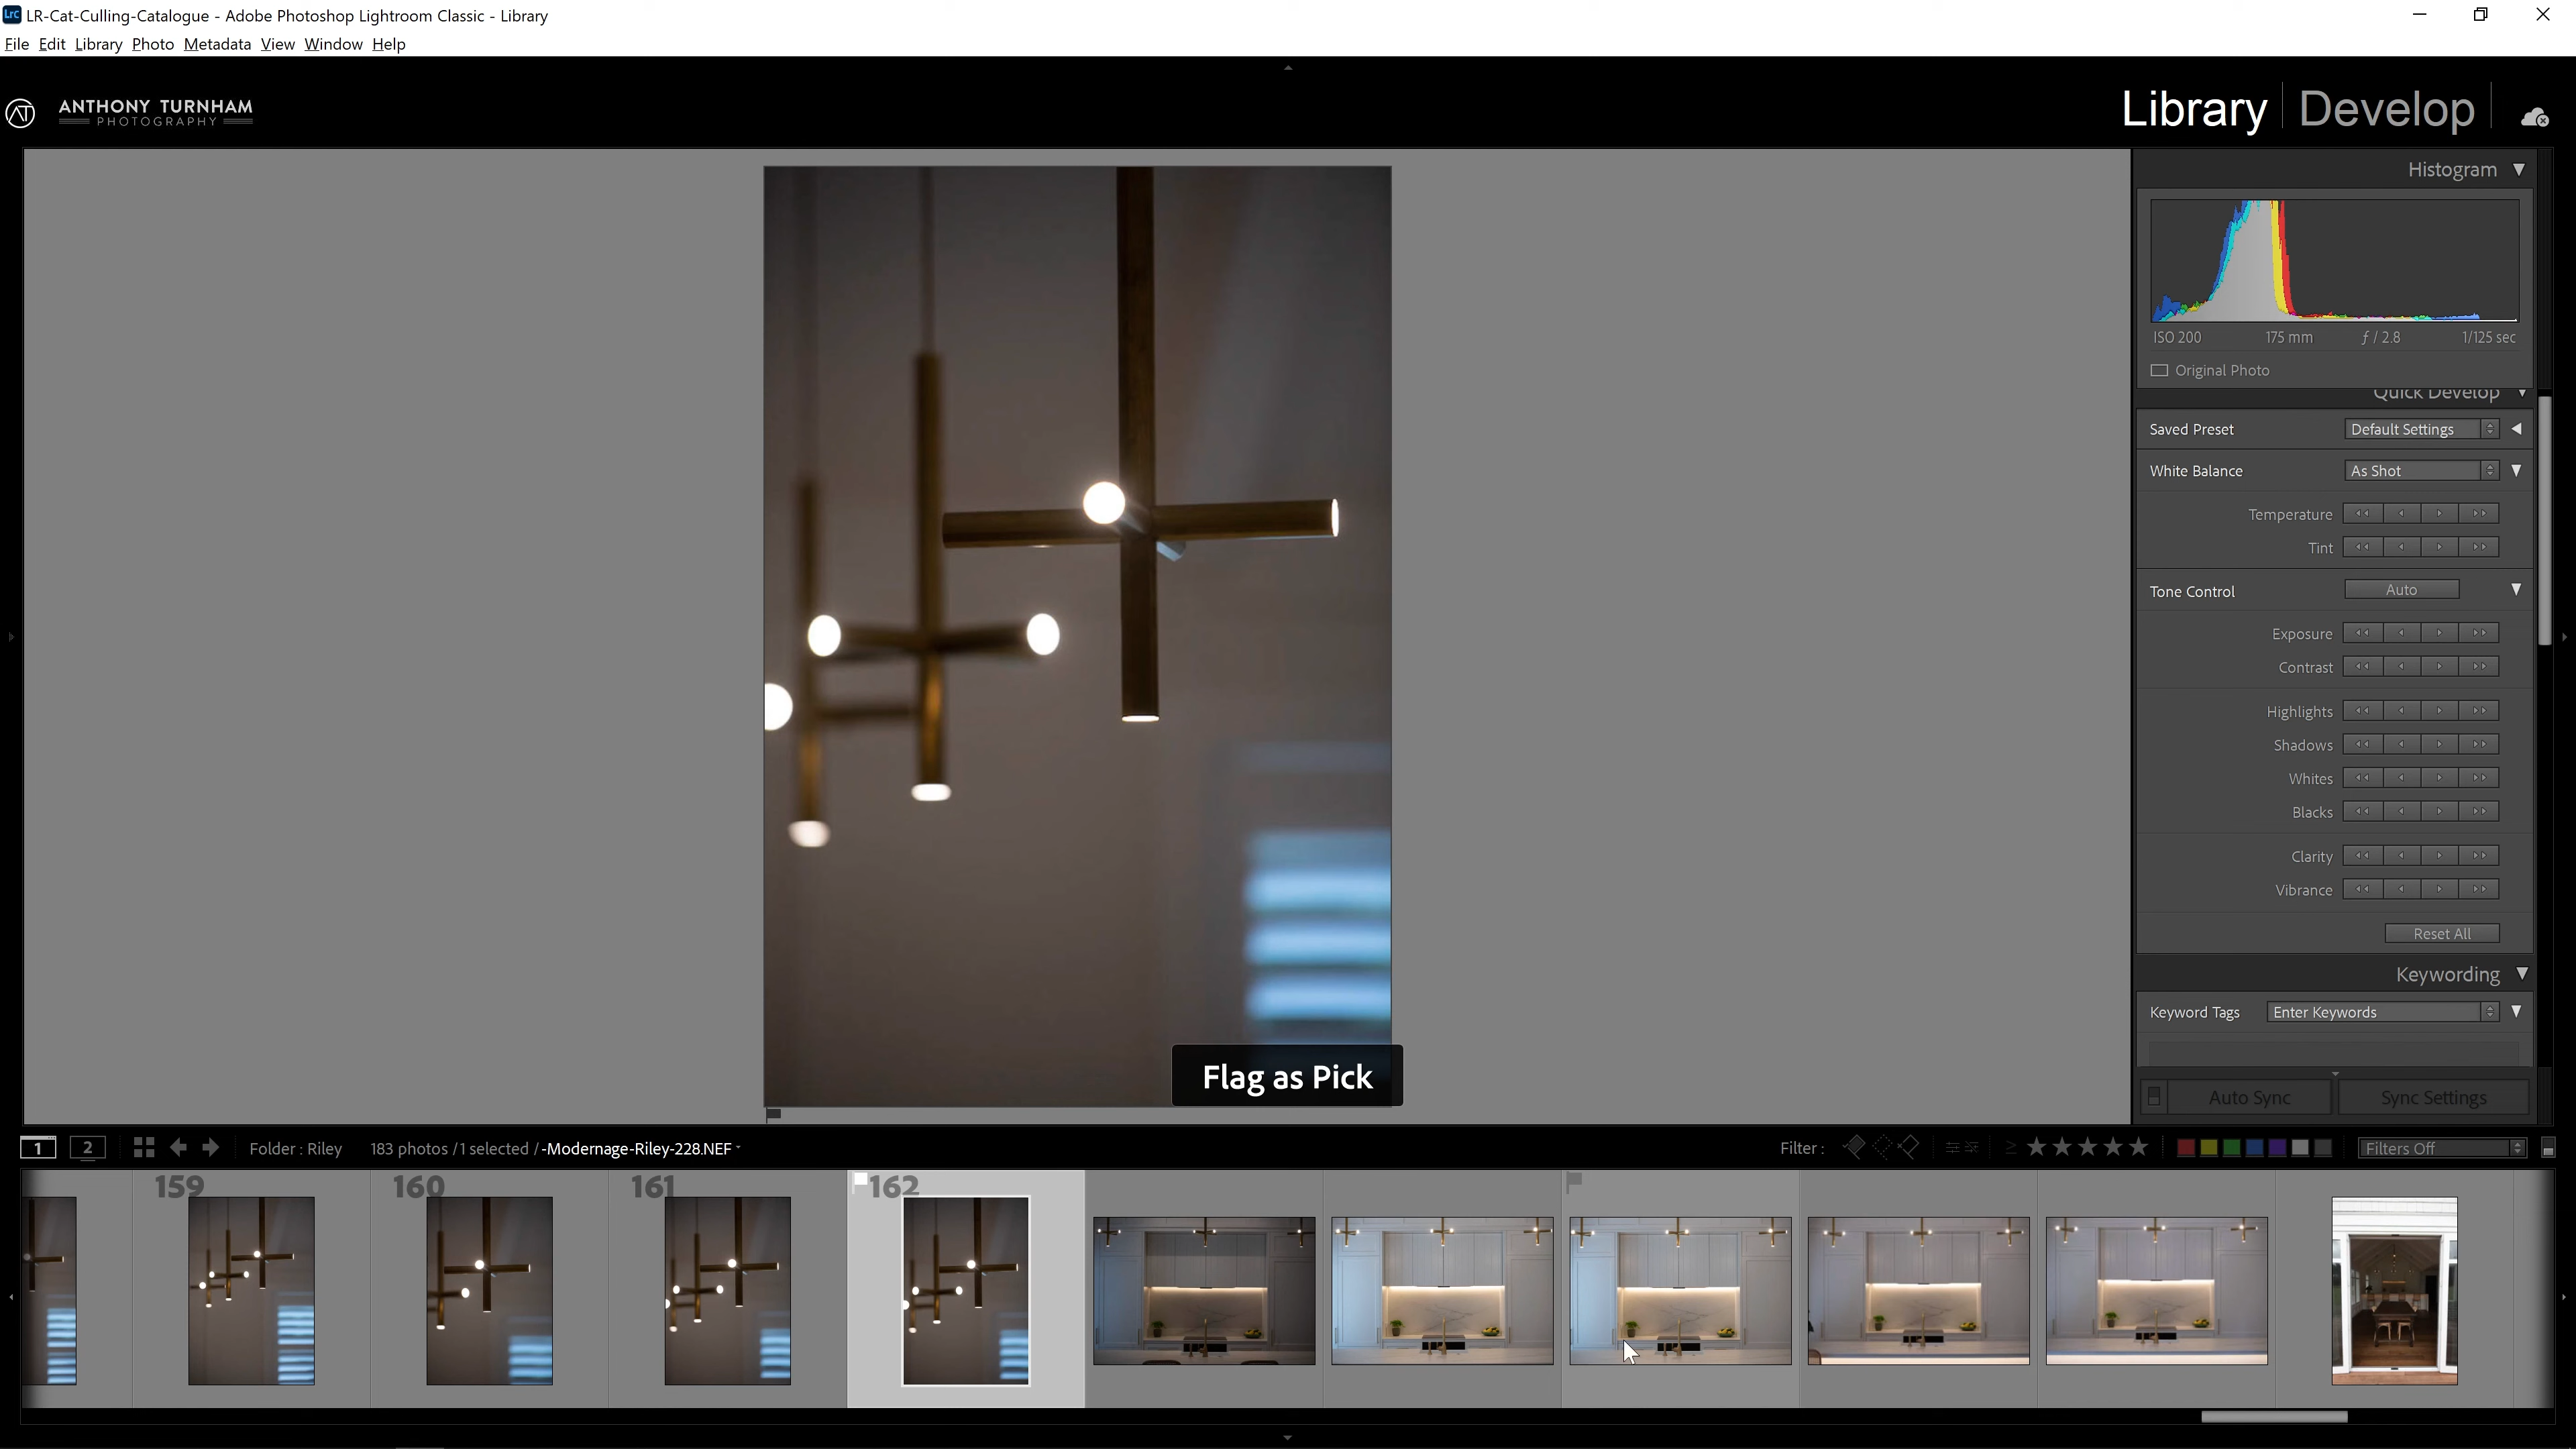 LR-Cat-Culling-Catalogue - Adobe Photoshop Lightroom Classic - Library
File Edit Library Photo Metadata View Window Help
ANTHONY TURNHAM
PHOTOGRAPHY
Library Develop
Histogram
ISO 200 175 mm ƒ / 2.8 1/125 sec
Original Photo
Quick Develop
Saved Preset Default Settings
White Balance As Shot
Temperature
Tint
Tone Control Auto
Exposure
Contrast
Highlights
Shadows
Whites
Blacks
Clarity
Vibrance
Reset All
Keywording
Keyword Tags Enter Keywords
Flag as Pick
Auto Sync Sync Settings
1 2 Folder : Riley 183 photos / 1 selected / -Modernage-Riley-228.NEF Filter : Filters Off
159 160 161 162